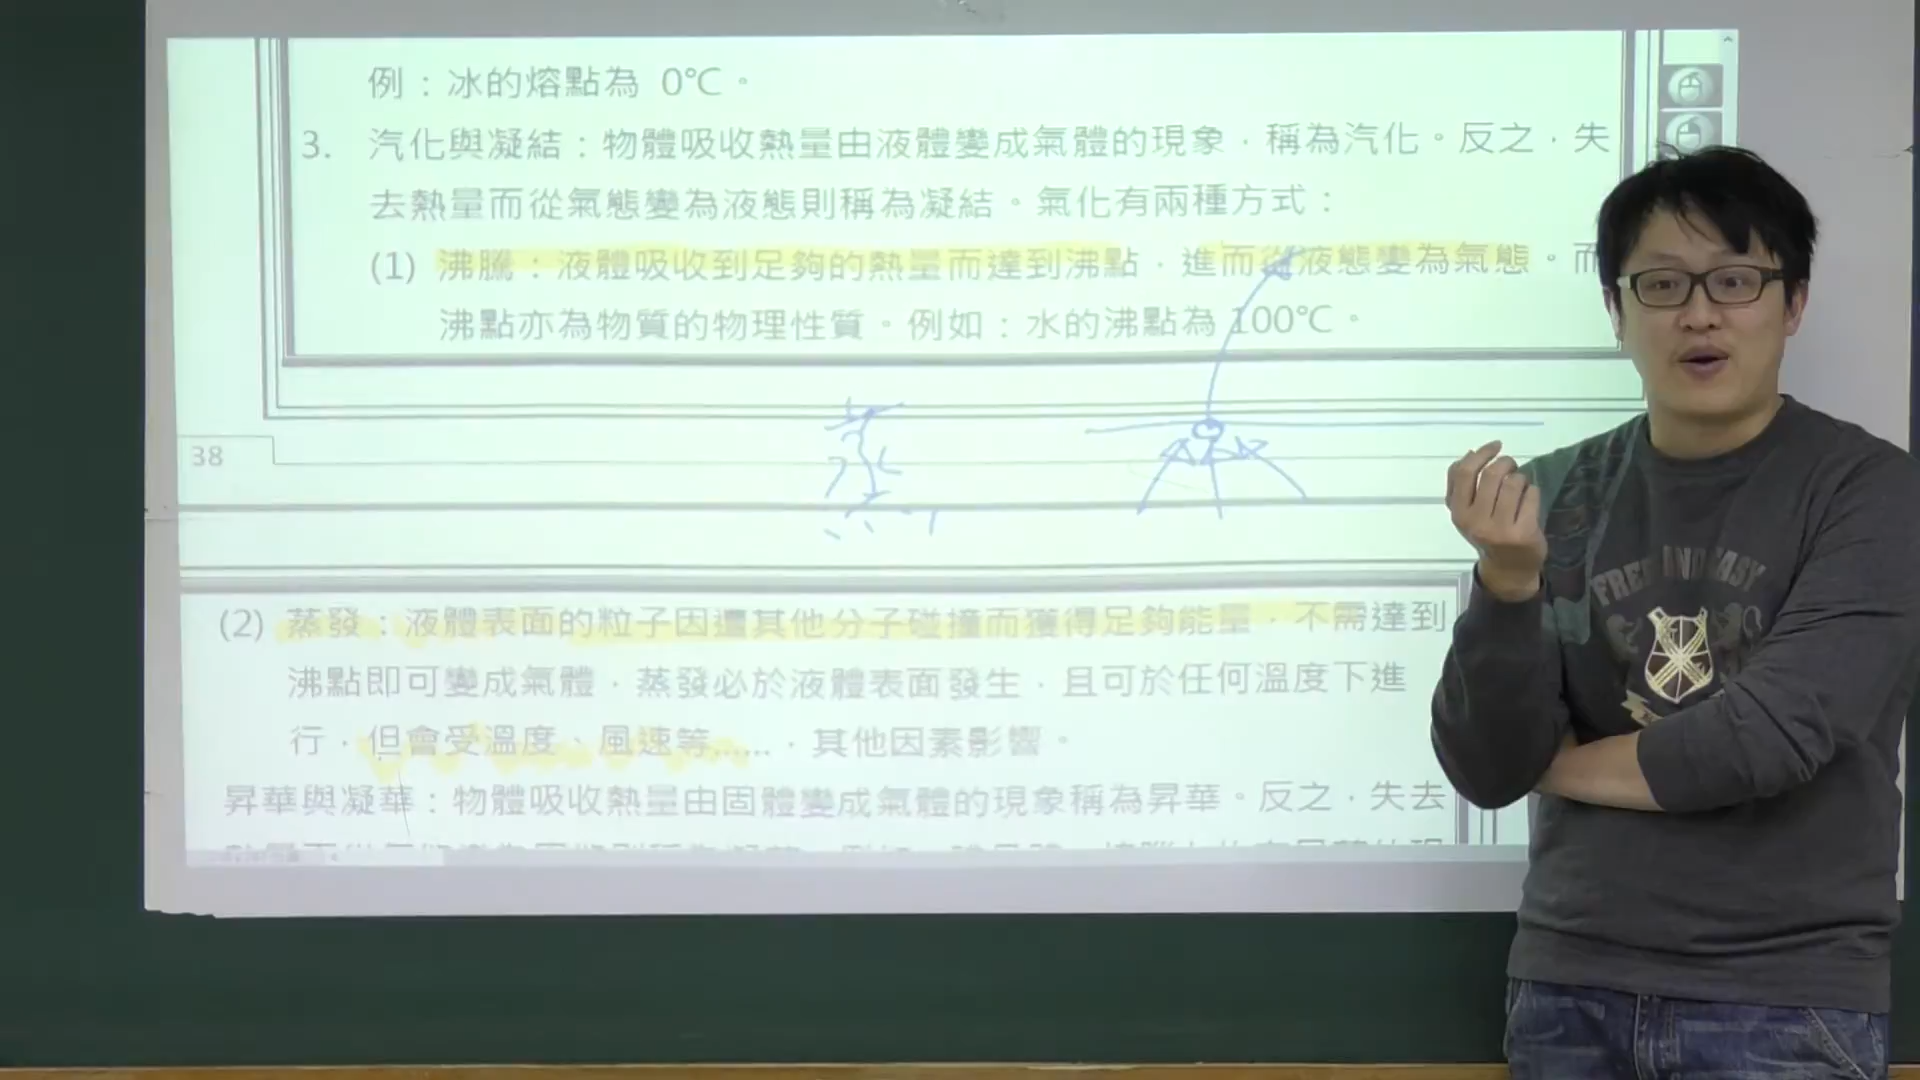 例：冰的熔點為 0℃。
3. 汽化與凝結：物體吸收熱量由液體變成氣體的現象，稱為汽化。反之，失
去熱量而從氣態變為液態則稱為凝結。氣化有兩種方式：
(1) 沸騰：液體吸收到足夠的熱量而達到沸點，進而從液態變為氣態。而
沸點亦為物質的物理性質。例如：水的沸點為 100℃。
38
(2) 蒸發：液體表面的粒子因遭其他分子碰撞而獲得足夠能量，不需達到
沸點即可變成氣體，蒸發必於液體表面發生，且可於任何溫度下進
行，但會受溫度、風速等……，其他因素影響。
昇華與凝華：物體吸收熱量由固體變成氣體的現象稱為昇華。反之，失去
FREE AND EASY